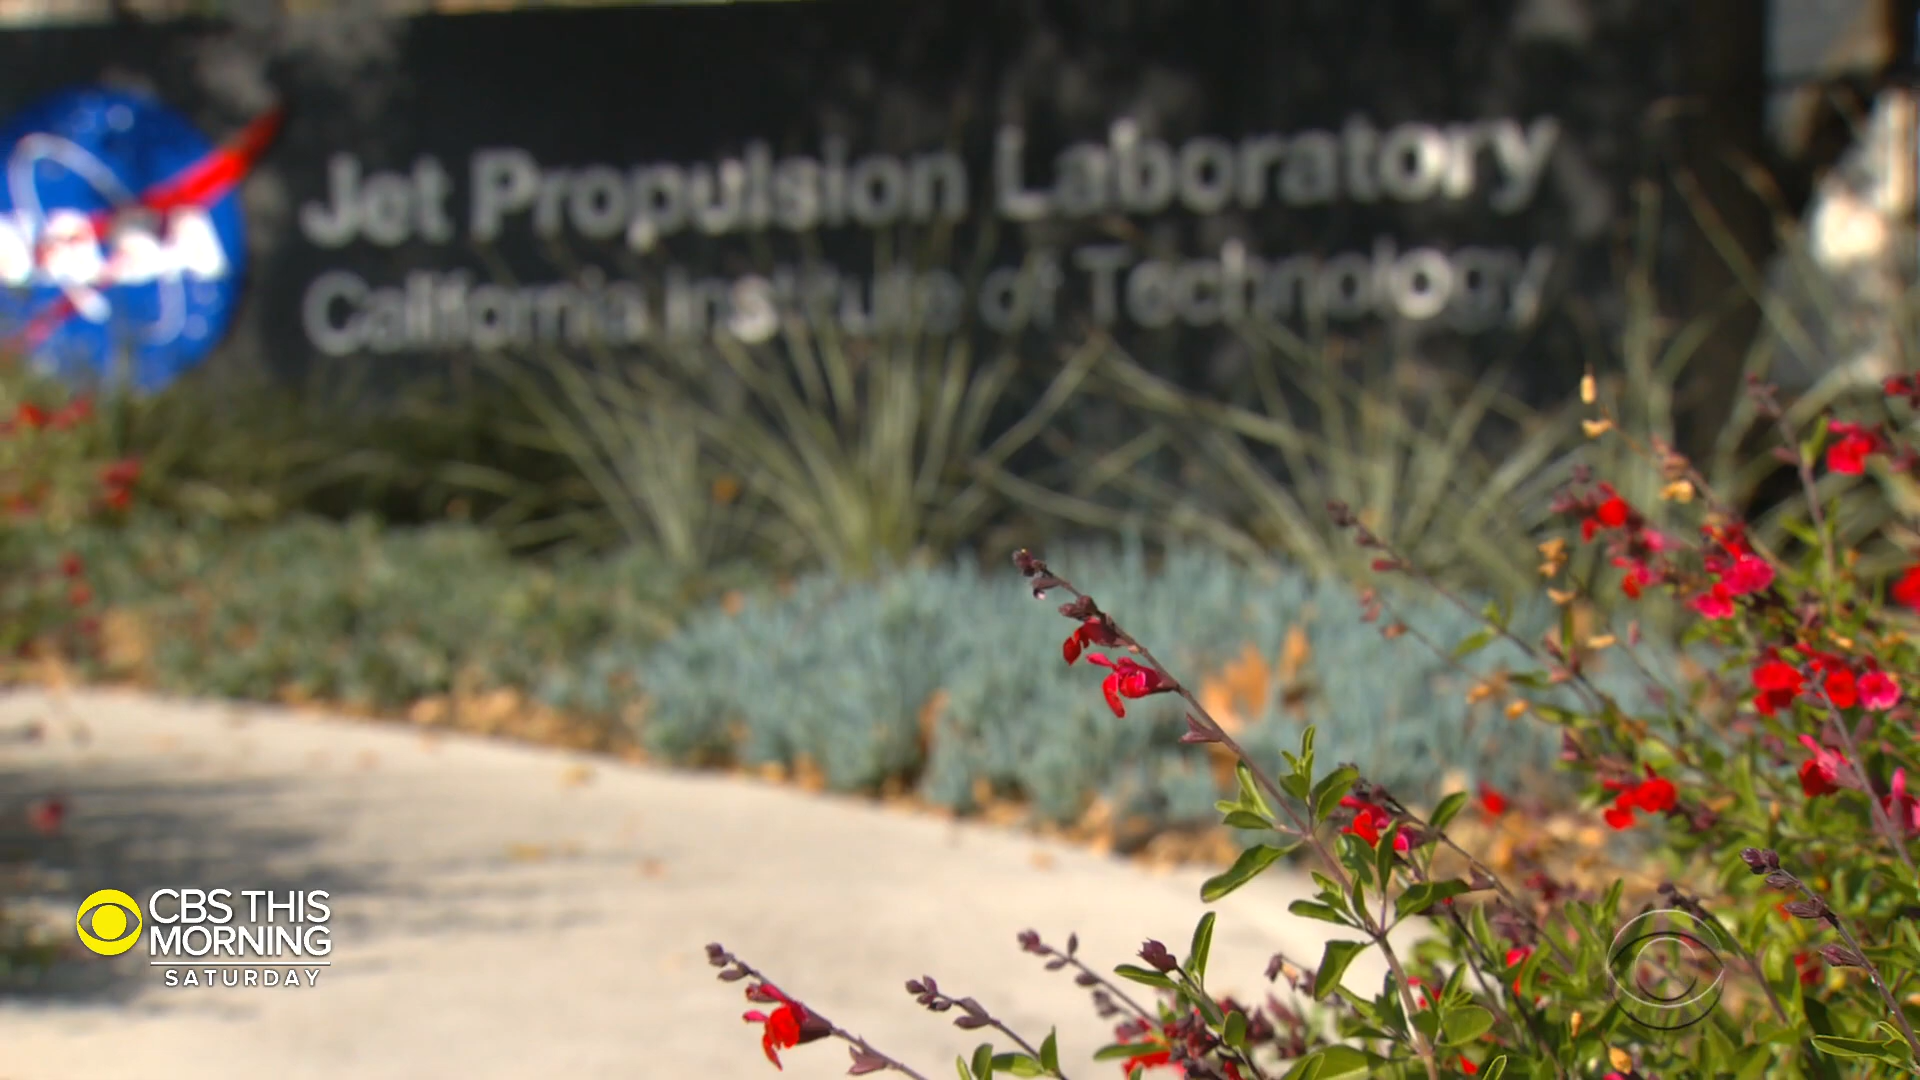 NASA
Jet Propulsion Laboratory
California Institute of Technology
CBS THIS
MORNING
SATURDAY